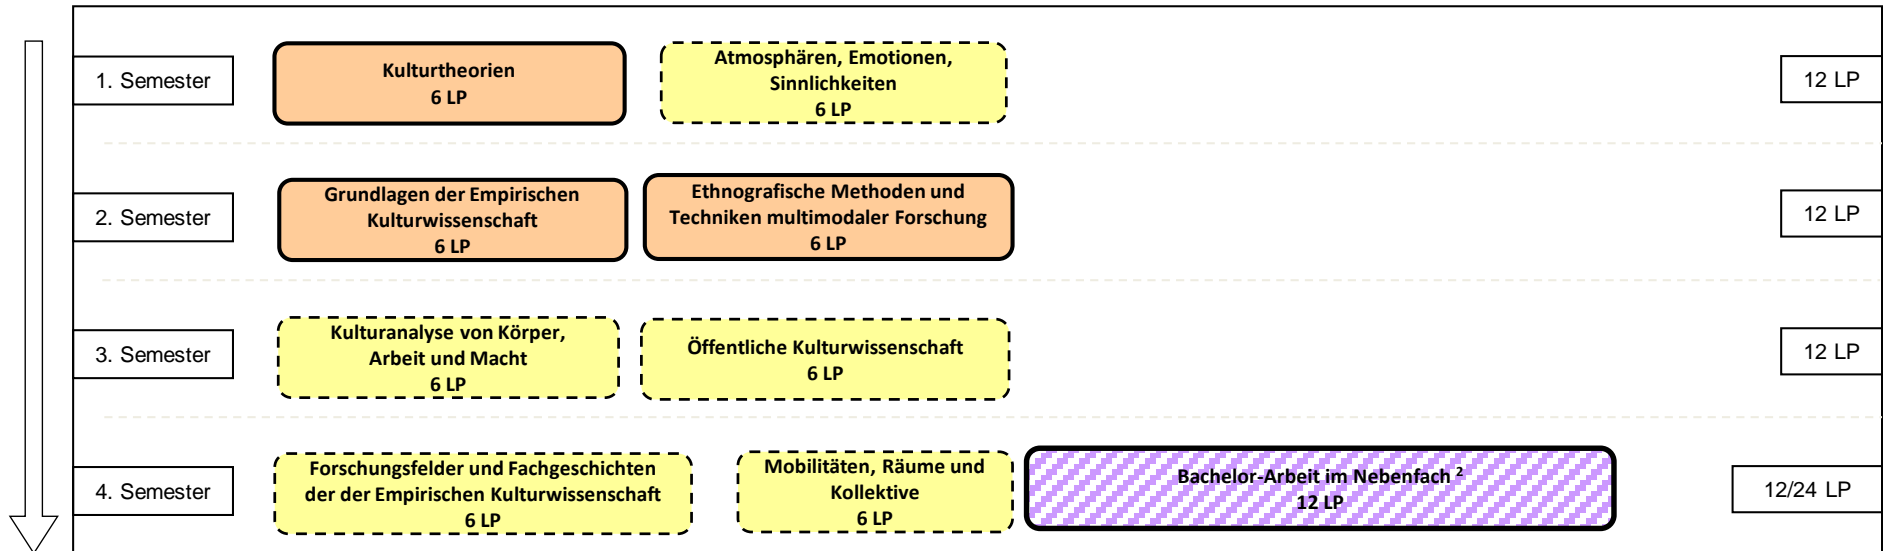 1. Semester
Kulturtheorien
6 LP
Atmosphären, Emotionen,
Sinnlichkeiten
6 LP
12 LP
2. Semester
Grundlagen der Empirischen
Kulturwissenschaft
6 LP
Ethnografische Methoden und
Techniken multimodaler Forschung
6 LP
12 LP
3. Semester
Kulturanalyse von Körper,
Arbeit und Macht
6 LP
Öffentliche Kulturwissenschaft
6 LP
12 LP
4. Semester
Forschungsfelder und Fachgeschichten
der der Empirischen Kulturwissenschaft
6 LP
Mobilitäten, Räume und
Kollektive
6 LP
Bachelor-Arbeit im Nebenfach ²
12 LP
12/24 LP